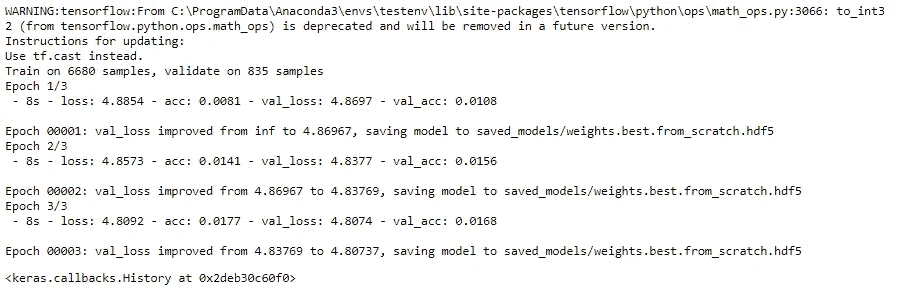 WARNING:tensorflow:From C:\ProgramData\Anaconda3\envs\testenv\lib\site-packages\tensorflow\python\ops\math_ops.py:3066: to_int3
2 (from tensorflow.python.ops.math_ops) is deprecated and will be removed in a future version.
Instructions for updating:
Use tf.cast instead.
Train on 6680 samples, validate on 835 samples
Epoch 1/3
 - 8s - loss: 4.8854 - acc: 0.0081 - val_loss: 4.8697 - val_acc: 0.0108
Epoch 00001: val_loss improved from inf to 4.86967, saving model to saved_models/weights.best.from_scratch.hdf5
Epoch 2/3
 - 8s - loss: 4.8573 - acc: 0.0141 - val_loss: 4.8377 - val_acc: 0.0156
Epoch 00002: val_loss improved from 4.86967 to 4.83769, saving model to saved_models/weights.best.from_scratch.hdf5
Epoch 3/3
 - 8s - loss: 4.8092 - acc: 0.0177 - val_loss: 4.8074 - val_acc: 0.0168
Epoch 00003: val_loss improved from 4.83769 to 4.80737, saving model to saved_models/weights.best.from_scratch.hdf5
<keras.callbacks.History at 0x2deb30c60f0>